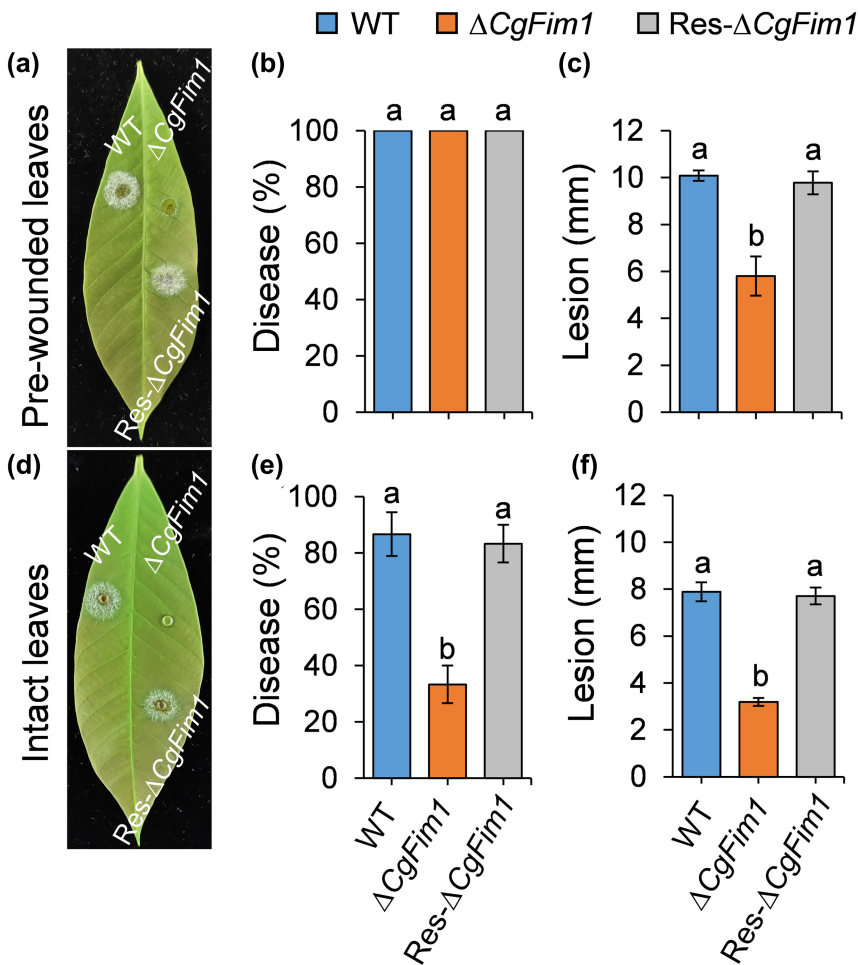 WT ΔCgFim1 Res-ΔCgFim1
(a) (b) (c)
Pre-wounded leaves
WT
ΔCgFim1
Res-ΔCgFim1
Disease (%)
100
80
60
40
20
0
a a a
Lesion (mm)
12
10
8
6
4
2
0
a b a
(d) (e) (f)
Intact leaves
WT
ΔCgFim1
Res-ΔCgFim1
Disease (%)
100
80
60
40
20
0
a b a
WT
ΔCgFim1
Res-ΔCgFim1
Lesion (mm)
12
10
8
6
4
2
0
a b a
WT
ΔCgFim1
Res-ΔCgFim1